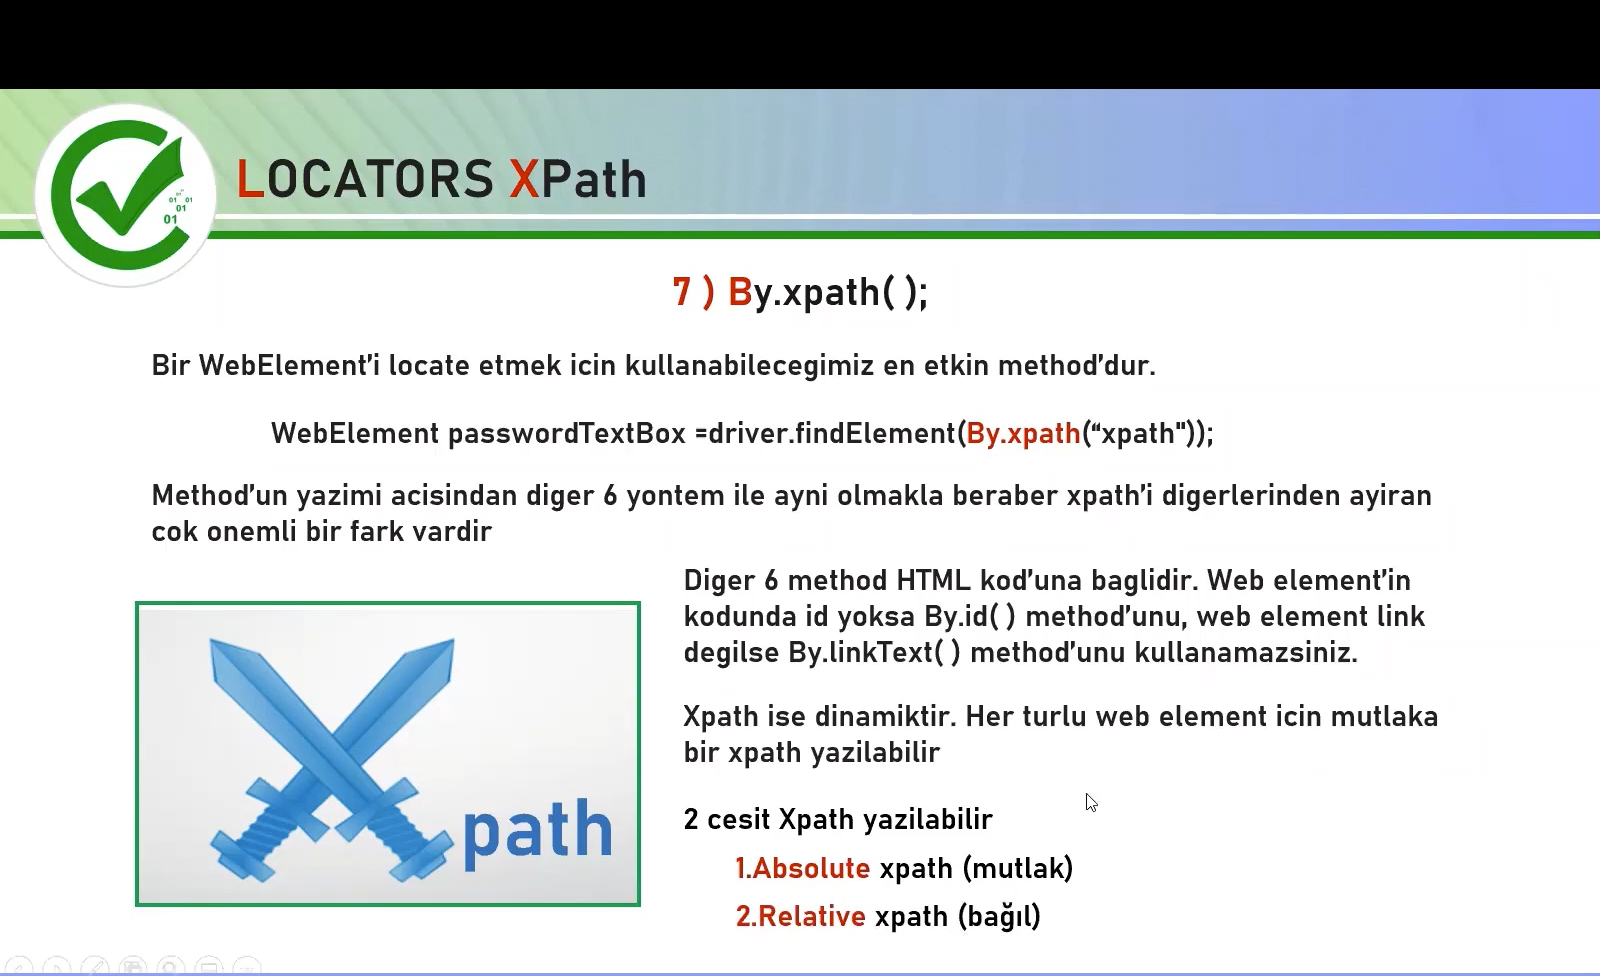 LOCATORS XPath
01
01 01
01
01
7 ) By.xpath( );
Bir WebElement'i locate etmek icin kullanabilecegimiz en etkin method'dur.
WebElement passwordTextBox =driver.findElement(By.xpath(“xpath"));
Method'un yazimi acisindan diger 6 yontem ile ayni olmakla beraber xpath'i digerlerinden ayiran
cok onemli bir fark vardir
Diger 6 method HTML kod'una baglidir. Web element'in
kodunda id yoksa By.id( ) method'unu, web element link
degilse By.linkText( ) method'unu kullanamazsiniz.
Xpath ise dinamiktir. Her turlu web element icin mutlaka
bir xpath yazilabilir
path
2 cesit Xpath yazilabilir
1.Absolute xpath (mutlak)
2.Relative xpath (bağıl)